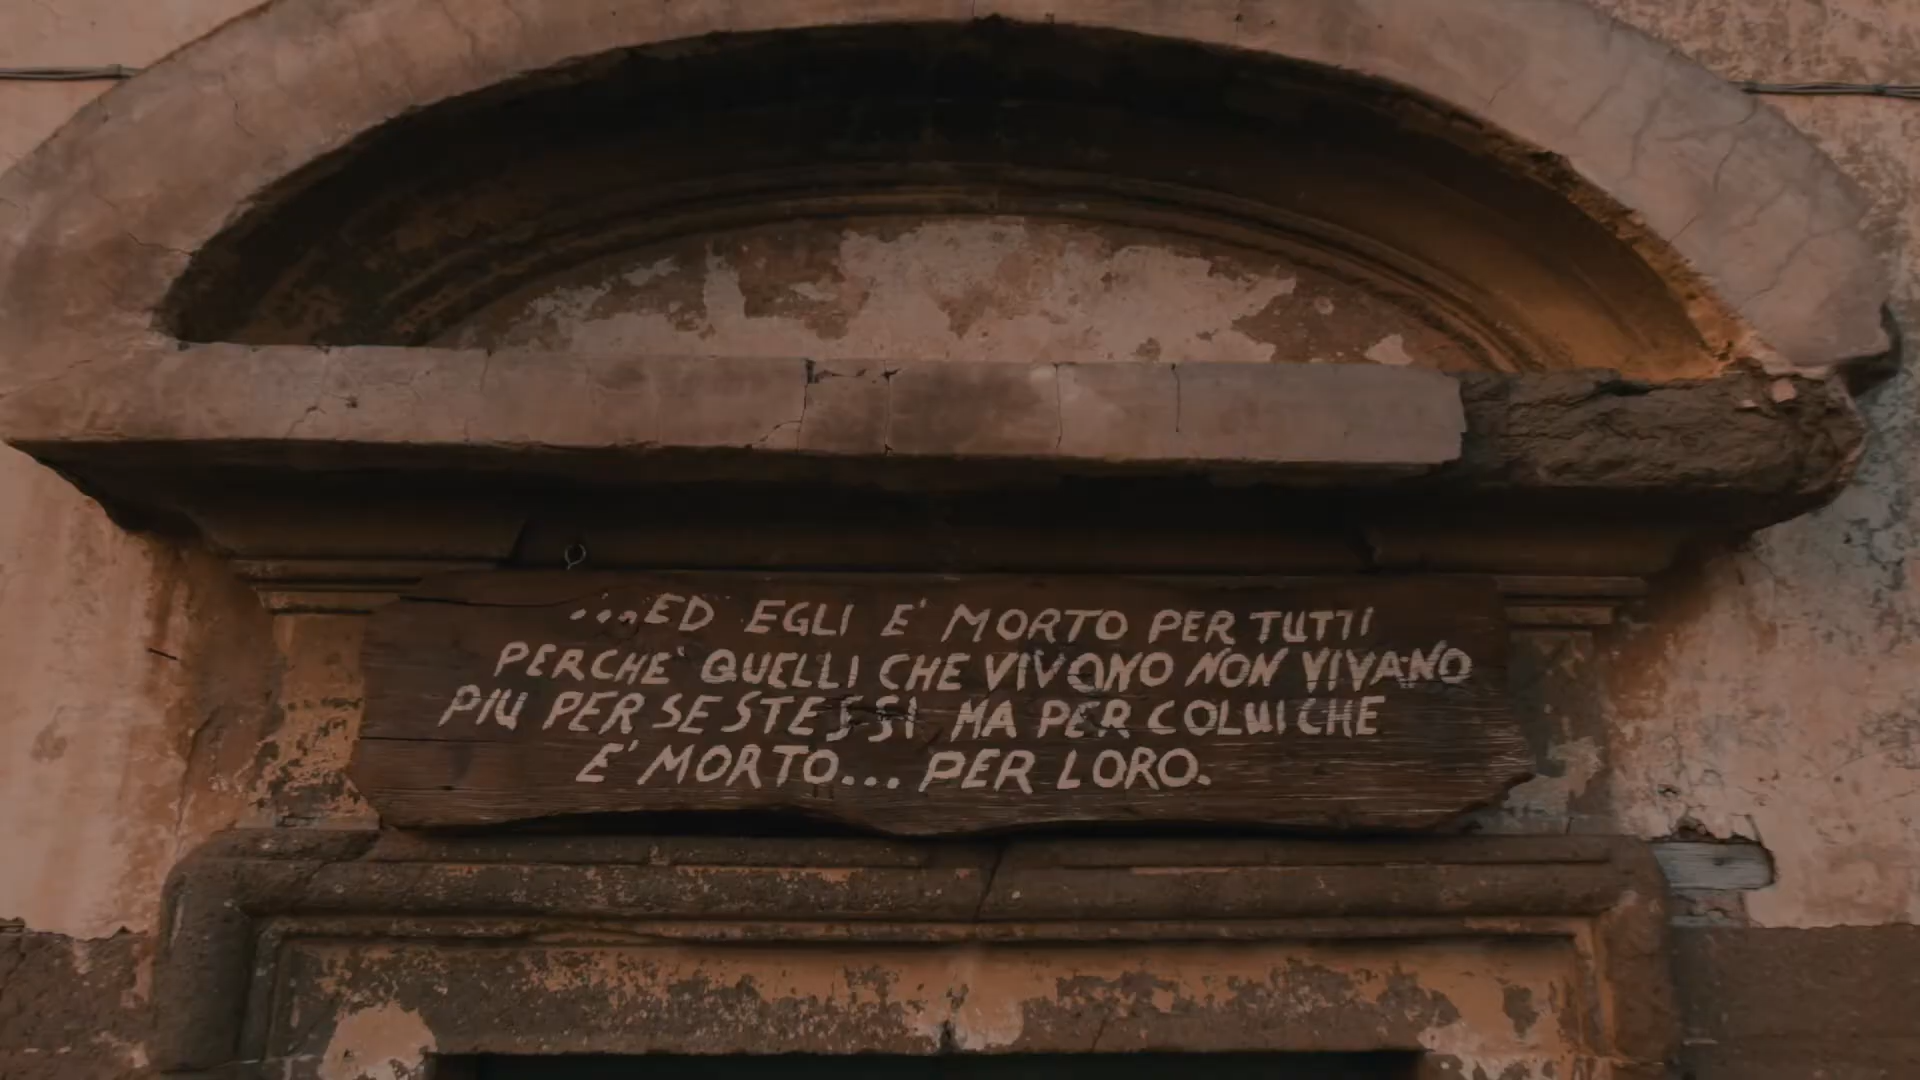 ...ED EGLI E' MORTO PER TUTTI
PERCHE' QUELLI CHE VIVONO NON VIVANO
PIU PER SE STESSI MA PER COLUI CHE
E' MORTO... PER LORO.